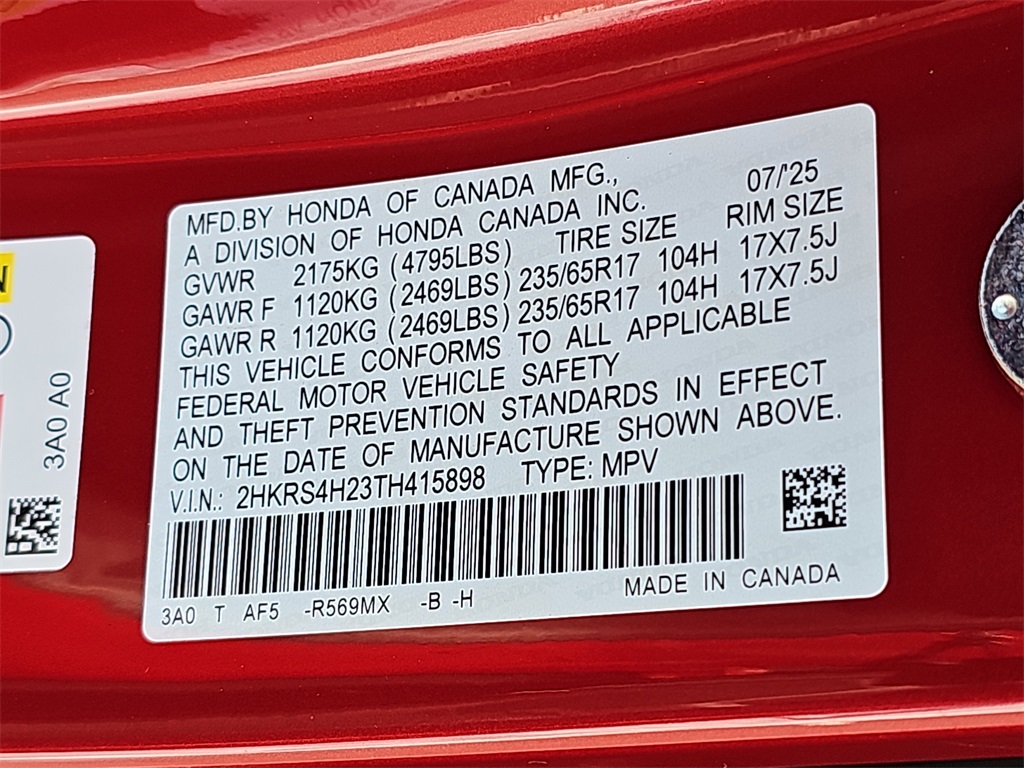 MFD.BY HONDA OF CANADA MFG., 07/'25
A DIVISION OF HONDA CANADA INC.
GVWR 2175KG (4795LBS) TIRE SIZE RIM SIZE
GAWR F 1120KG (2469LBS) 235/65R17 104H 17X7.5J
GAWR R 1120KG (2469LBS) 235/65R17 104H 17X7.5J
THIS VEHICLE CONFORMS TO ALL APPLICABLE
FEDERAL MOTOR VEHICLE SAFETY
AND THEFT PREVENTION STANDARDS IN EFFECT
ON THE DATE OF MANUFACTURE SHOWN ABOVE.
V.I.N.: 2HKRS4H23TH415898 TYPE: MPV
3A0 T AF5 -R569MX -B -H MADE IN CANADA
3A0 A0